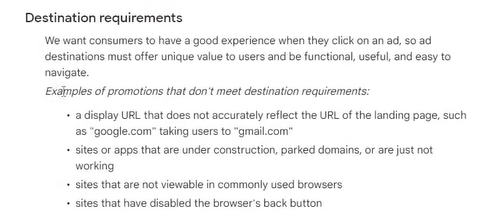 Destination requirements
We want consumers to have a good experience when they click on an ad, so ad
destinations must offer unique value to users and be functional, useful, and easy to
navigate.
Examples of promotions that don't meet destination requirements:
• a display URL that does not accurately reflect the URL of the landing page, such
as "google.com" taking users to "gmail.com"
• sites or apps that are under construction, parked domains, or are just not
working
• sites that are not viewable in commonly used browsers
• sites that have disabled the browser's back button